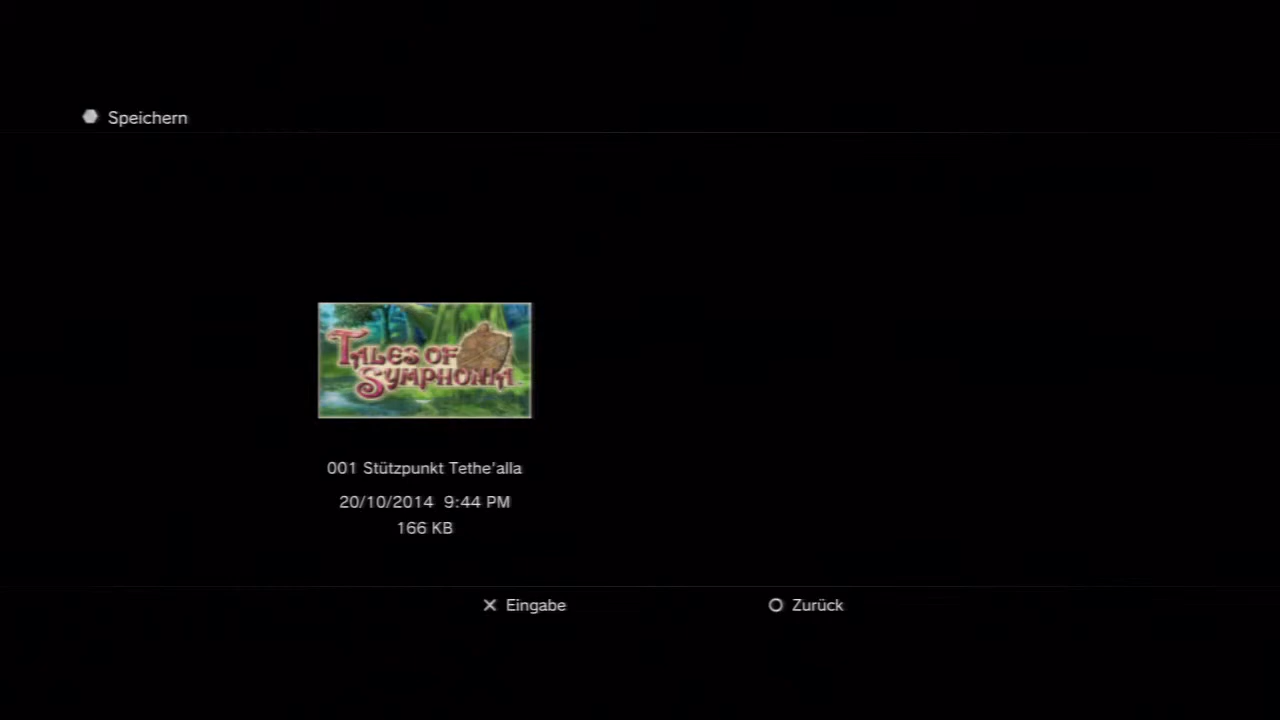 Speichern
TALES OF
SYMPHONIA
001 Stützpunkt Tethe'alla
20/10/2014 9:44 PM
166 KB
Eingabe
Zurück